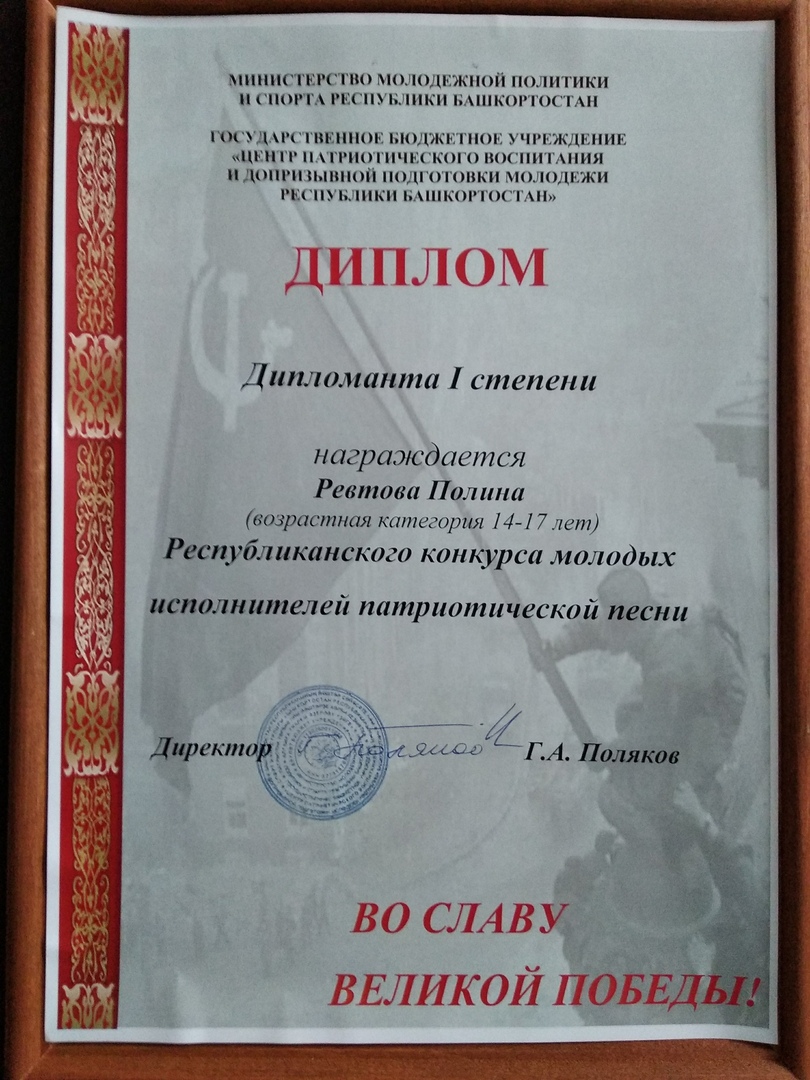 МИНИСТЕРСТВО МОЛОДЕЖНОЙ ПОЛИТИКИ
И СПОРТА РЕСПУБЛИКИ БАШКОРТОСТАН
ГОСУДАРСТВЕННОЕ БЮДЖЕТНОЕ УЧРЕЖДЕНИЕ
«ЦЕНТР ПАТРИОТИЧЕСКОГО ВОСПИТАНИЯ
И ДОПРИЗЫВНОЙ ПОДГОТОВКИ МОЛОДЕЖИ
РЕСПУБЛИКИ БАШКОРТОСТАН»
ДИПЛОМ
Дипломанта I степени
награждается
Ревтова Полина
(возрастная категория 14-17 лет)
Республиканского конкурса молодых
исполнителей патриотической песни
Директор Г.А. Поляков
ВО СЛАВУ
ВЕЛИКОЙ ПОБЕДЫ!